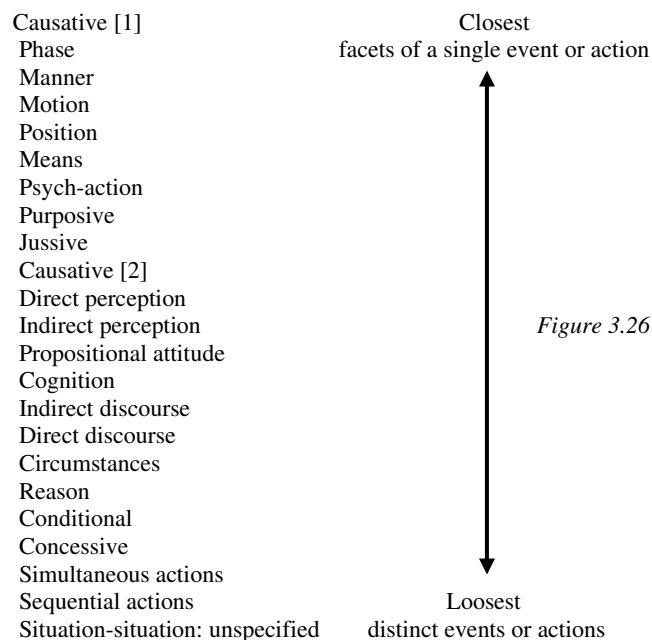 Causative [1] Closest
Phase facets of a single event or action
Manner
Motion
Position
Means
Psych-action
Purposive
Jussive
Causative [2]
Direct perception
Indirect perception Figure 3.26
Propositional attitude
Cognition
Indirect discourse
Direct discourse
Circumstances
Reason
Conditional
Concessive
Simultaneous actions
Sequential actions Loosest
Situation-situation: unspecified distinct events or actions